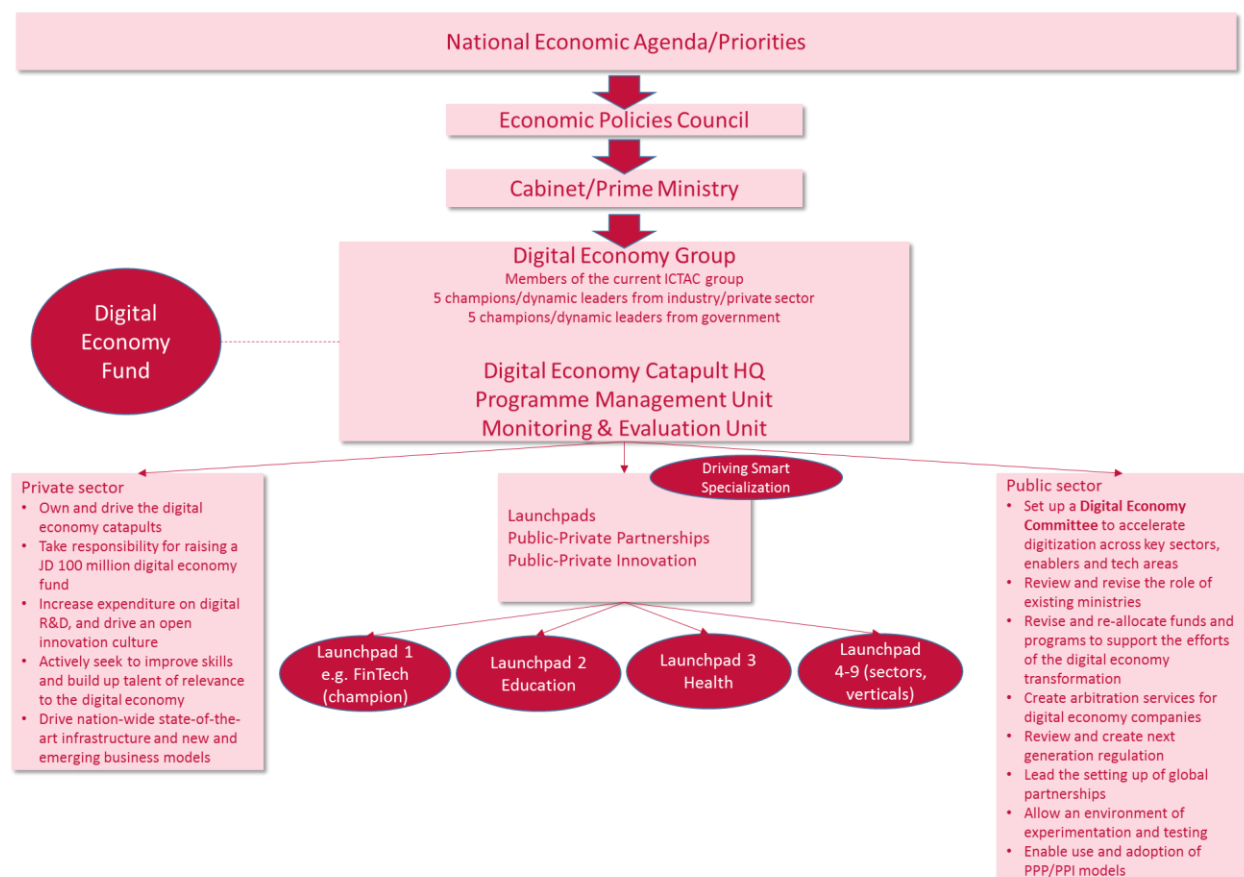 National Economic Agenda/Priorities
Economic Policies Council
Cabinet/Prime Ministry
Digital Economy Group
Members of the current ICTAC group
5 champions/dynamic leaders from industry/private sector
5 champions/dynamic leaders from government
Digital Economy Catapult HQ
Programme Management Unit
Monitoring & Evaluation Unit
Digital
Economy
Fund
Private sector
• Own and drive the digital
economy catapults
• Take responsibility for raising a
JD 100 million digital economy
fund
• Increase expenditure on digital
R&D, and drive an open
innovation culture
• Actively seek to improve skills
and build up talent of relevance
to the digital economy
• Drive nation-wide state-of-the-
art infrastructure and new and
emerging business models
Driving Smart
Specialization
Launchpads
Public-Private Partnerships
Public-Private Innovation
Launchpad 1
e.g. FinTech
(champion)
Launchpad 2
Education
Launchpad 3
Health
Launchpad
4-9 (sectors,
verticals)
Public sector
• Set up a Digital Economy
Committee to accelerate
digitization across key sectors,
enablers and tech areas
• Review and revise the role of
existing ministries
• Revise and re-allocate funds and
programs to support the efforts
of the digital economy
transformation
• Create arbitration services for
digital economy companies
• Review and create next
generation regulation
• Lead the setting up of global
partnerships
• Allow an environment of
experimentation and testing
• Enable use and adoption of
PPP/PPI models